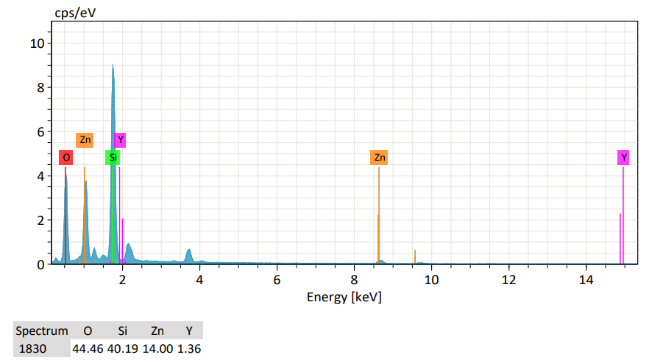 cps/eV
10
8
6
4
2
0
Zn
Y
O
Si
Zn
Y
2 4 6 8 10 12 14
Energy [keV]
Spectrum O Si Zn Y
1830 44.46 40.19 14.00 1.36